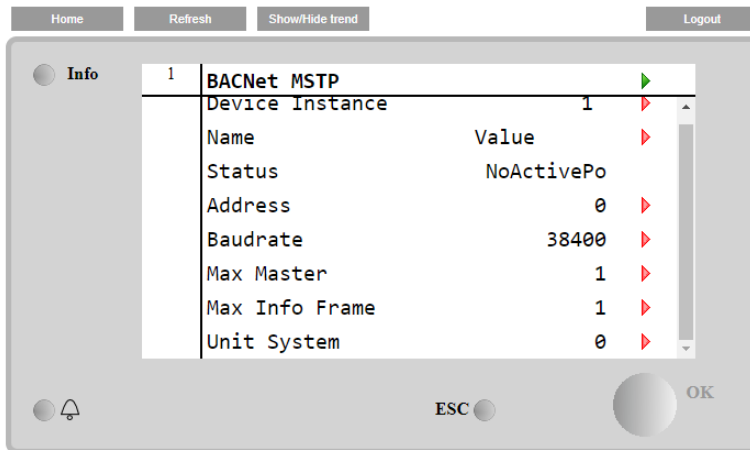 Home Refresh Show/Hide trend Logout
Info 1 BACNet MSTP
Device Instance 1
Name Value
Status NoActivePo
Address 0
Baudrate 38400
Max Master 1
Max Info Frame 1
Unit System 0
ESC OK